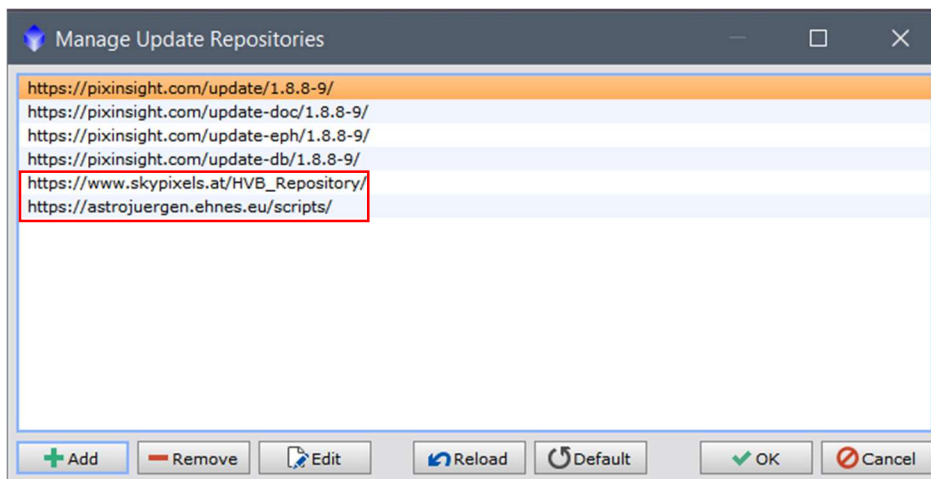 Manage Update Repositories
https://pixinsight.com/update/1.8.8-9/
https://pixinsight.com/update-doc/1.8.8-9/
https://pixinsight.com/update-eph/1.8.8-9/
https://pixinsight.com/update-db/1.8.8-9/
https://www.skypixels.at/HVB_Repository/
https://astrojuergen.ehnes.eu/scripts/
Add Remove Edit Reload Default OK Cancel